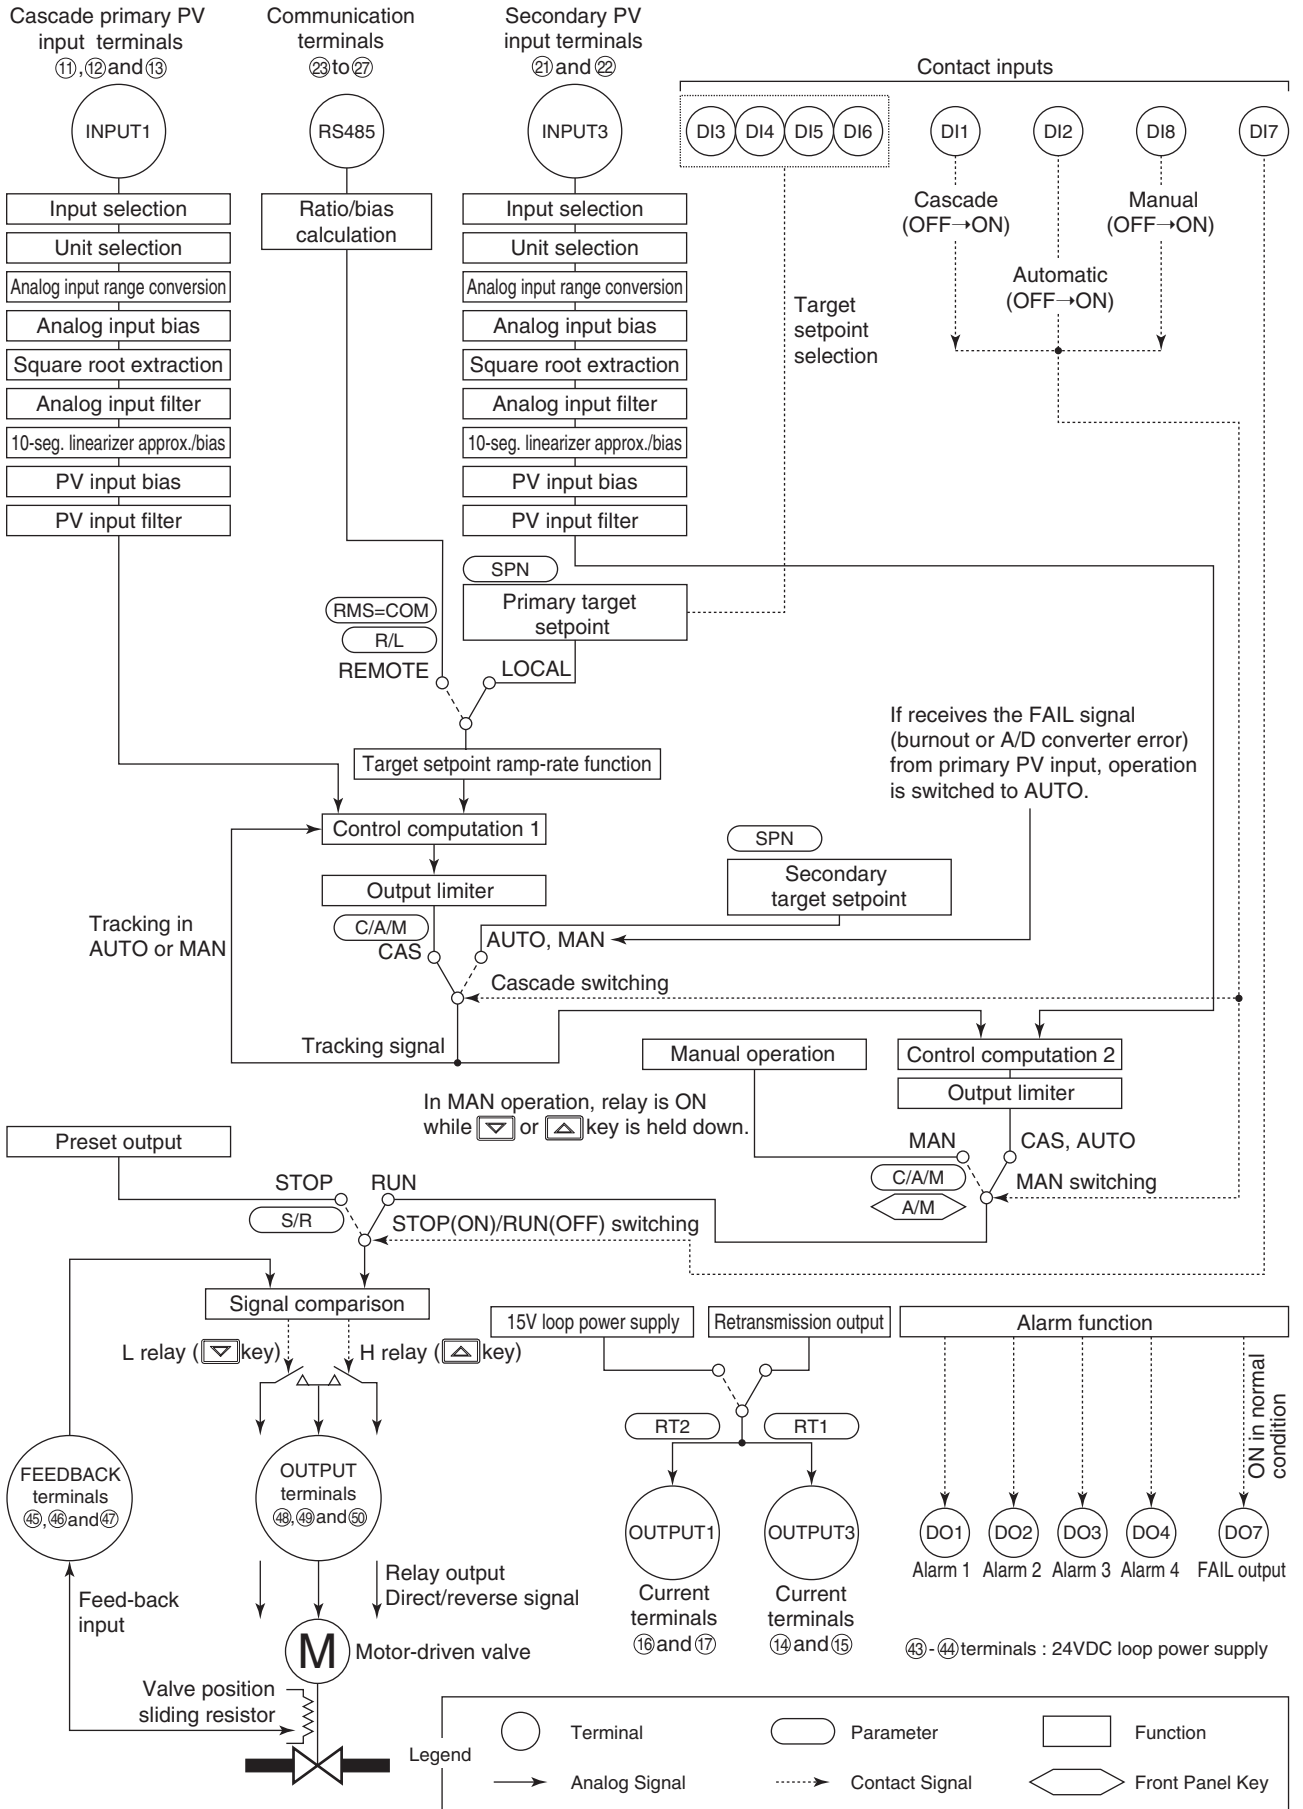 Cascade primary PV
input terminals
⑪,⑫and⑬
Communication
terminals
㉓to㉗
Secondary PV
input terminals
㉑and㉒
Contact inputs
INPUT1
RS485
INPUT3
DI3
DI4
DI5
DI6
DI1
DI2
DI8
DI7
Input selection
Unit selection
Analog input range conversion
Analog input bias
Square root extraction
Analog input filter
10-seg. linearizer approx./bias
PV input bias
PV input filter
Ratio/bias
calculation
Input selection
Unit selection
Analog input range conversion
Analog input bias
Square root extraction
Analog input filter
10-seg. linearizer approx./bias
PV input bias
PV input filter
Target
setpoint
selection
Cascade
(OFF→ON)
Automatic
(OFF→ON)
Manual
(OFF→ON)
SPN
Primary target
setpoint
RMS=COM
R/L
REMOTE
LOCAL
If receives the FAIL signal
(burnout or A/D converter error)
from primary PV input, operation
is switched to AUTO.
Target setpoint ramp-rate function
Control computation 1
SPN
Secondary
target setpoint
Output limiter
Tracking in
AUTO or MAN
C/A/M
CAS
AUTO, MAN
Cascade switching
Tracking signal
Manual operation
Control computation 2
Output limiter
In MAN operation, relay is ON
while ▽ or △ key is held down.
Preset output
MAN
CAS, AUTO
C/A/M
A/M
MAN switching
STOP
RUN
S/R
STOP(ON)/RUN(OFF) switching
Signal comparison
L relay (▽key)
H relay (△key)
15V loop power supply
Retransmission output
Alarm function
RT2
RT1
ON in normal
condition
FEEDBACK
terminals
㊺,㊻and㊼
OUTPUT
terminals
㊽,㊾and㊿
OUTPUT1
OUTPUT3
DO1
DO2
DO3
DO4
DO7
Alarm 1
Alarm 2
Alarm 3
Alarm 4
FAIL output
Feed-back
input
Relay output
Direct/reverse signal
Current
terminals
⑯and⑰
Current
terminals
⑭and⑮
M
Motor-driven valve
㊸-㊹terminals : 24VDC loop power supply
Valve position
sliding resistor
Legend
Terminal
Parameter
Function
Analog Signal
Contact Signal
Front Panel Key